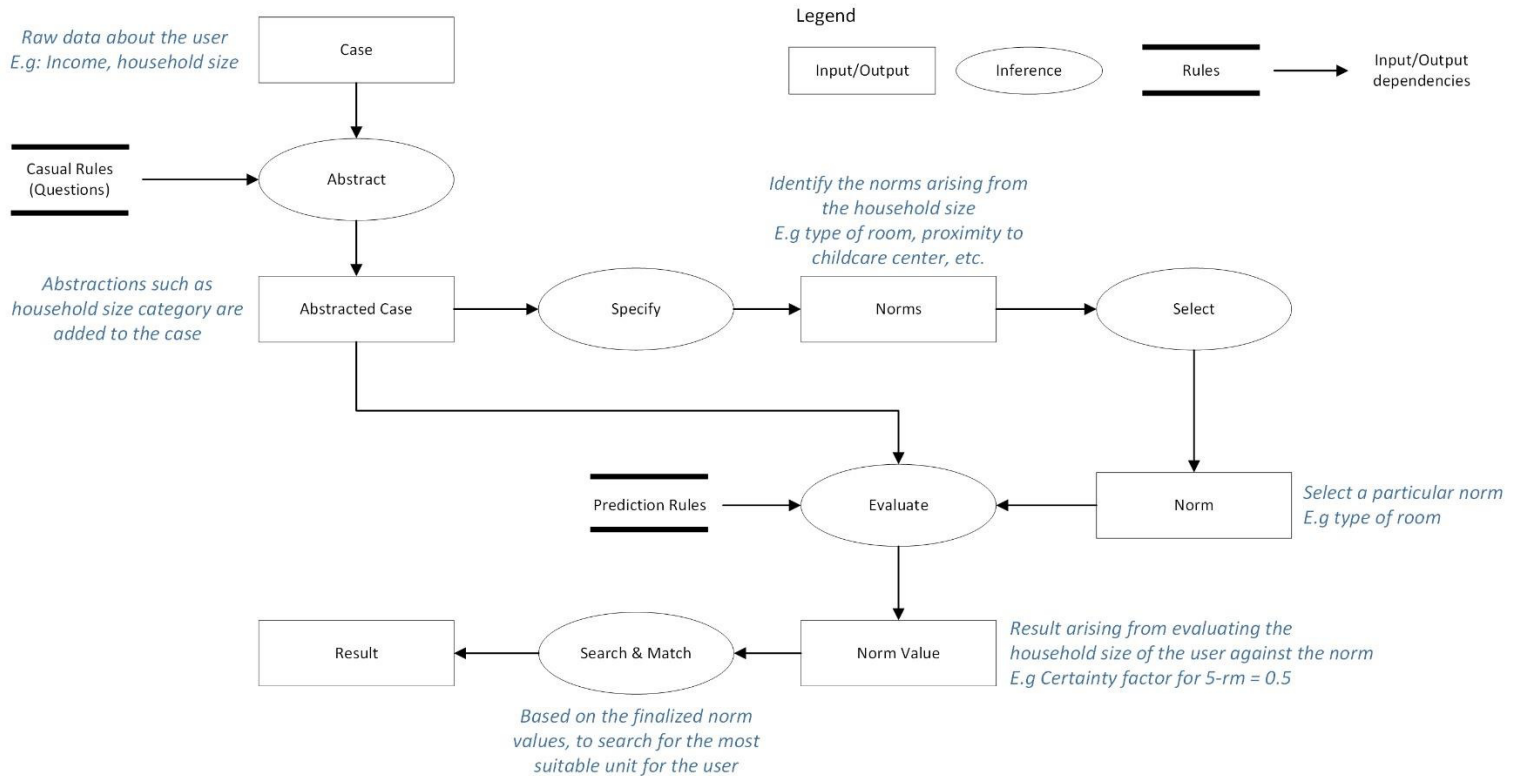 Legend
Raw data about the user
E.g: Income, household size
Case
Input/Output
Inference
Rules
Input/Output
dependencies
Casual Rules
(Questions)
Abstract
Identify the norms arising from
the household size
E.g type of room, proximity to
childcare center, etc.
Abstractions such as
household size category are
added to the case
Abstracted Case
Specify
Norms
Select
Prediction Rules
Evaluate
Norm
Select a particular norm
E.g type of room
Result
Search & Match
Norm Value
Result arising from evaluating the
household size of the user against the norm
E.g Certainty factor for 5-rm = 0.5
Based on the finalized norm
values, to search for the most
suitable unit for the user